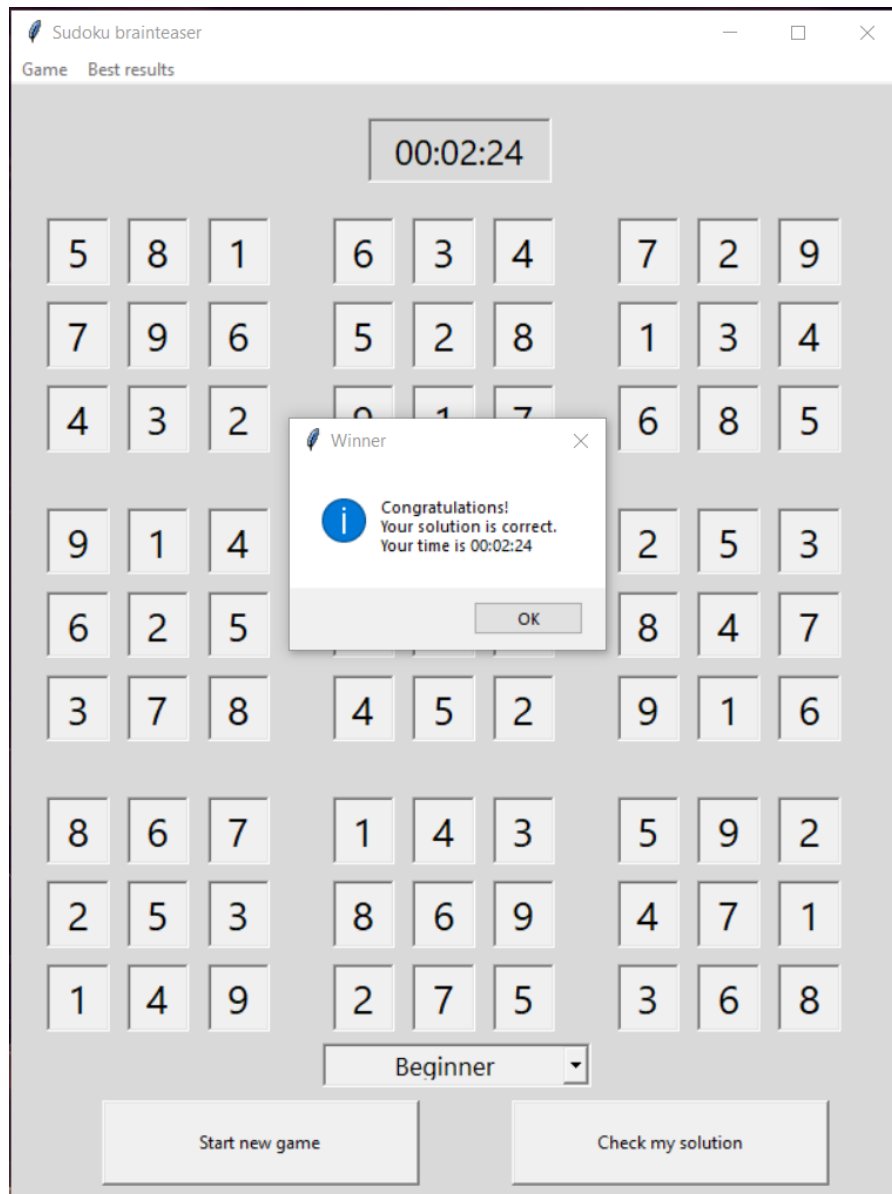 Sudoku brainteaser
Game Best results
00:02:24
5 8 1 6 3 4 7 2 9
7 9 6 5 2 8 1 3 4
4 3 2 9 1 7 6 8 5
Winner
Congratulations!
Your solution is correct.
Your time is 00:02:24
OK
9 1 4 2 5 3
6 2 5 8 4 7
3 7 8 4 5 2 9 1 6
8 6 7 1 4 3 5 9 2
2 5 3 8 6 9 4 7 1
1 4 9 2 7 5 3 6 8
Beginner
Start new game Check my solution